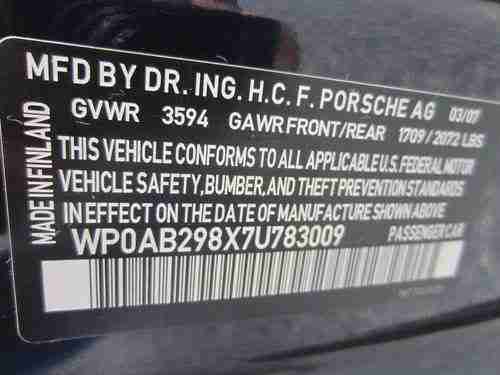 MFD BY DR. ING. H.C. F. PORSCHE AG 03/07
GVWR 3594 GAWR FRONT/REAR 1709 / 2072 LBS
THIS VEHICLE CONFORMS TO ALL APPLICABLE U.S. FEDERAL MOTOR
VEHICLE SAFETY, BUMPER, AND THEFT PREVENTION STANDARDS
IN EFFECT ON THE DATE OF MANUFACTURE SHOWN ABOVE
WP0AB298X7U783009 PASSENGER CAR
MADE IN FINLAND